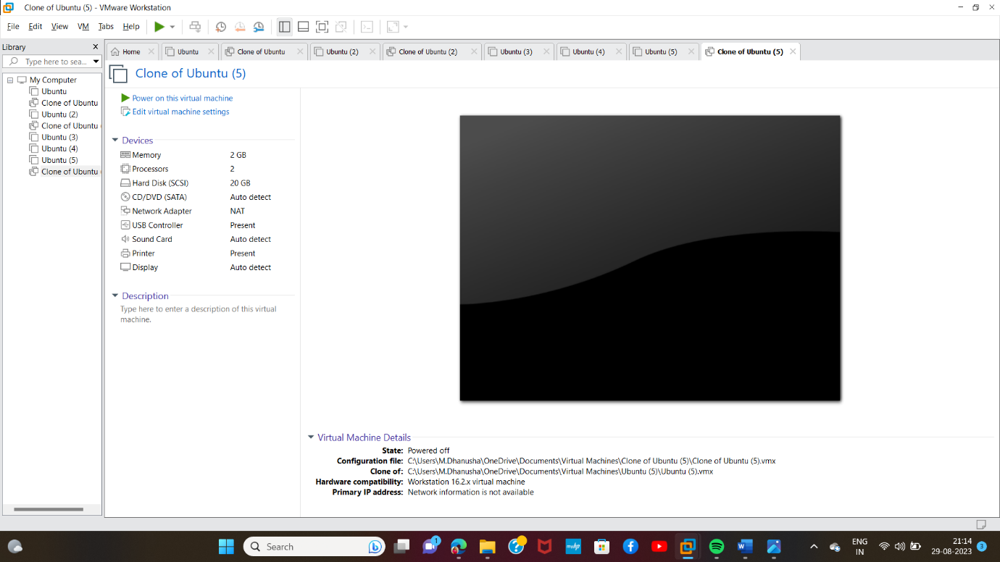 Clone of Ubuntu (5) - VMware Workstation
File Edit View VM Tabs Help
Library
Type here to sea...
Home Ubuntu Clone of Ubuntu Ubuntu (2) Clone of Ubuntu (2) Ubuntu (3) Ubuntu (4) Ubuntu (5) Clone of Ubuntu (5)
My Computer
Ubuntu
Clone of Ubuntu
Ubuntu (2)
Clone of Ubuntu
Ubuntu (3)
Ubuntu (4)
Ubuntu (5)
Clone of Ubuntu
Clone of Ubuntu (5)
Power on this virtual machine
Edit virtual machine settings
Devices
Memory 2 GB
Processors 2
Hard Disk (SCSI) 20 GB
CD/DVD (SATA) Auto detect
Network Adapter NAT
USB Controller Present
Sound Card Auto detect
Printer Present
Display Auto detect
Description
Type here to enter a description of this virtual
machine.
Virtual Machine Details
State: Powered off
Configuration file: C:\Users\M.Dhanusha\OneDrive\Documents\Virtual Machines\Clone of Ubuntu (5)\Clone of Ubuntu (5).vmx
Clone of: C:\Users\M.Dhanusha\OneDrive\Documents\Virtual Machines\Ubuntu (5)\Ubuntu (5).vmx
Hardware compatibility: Workstation 16.2.x virtual machine
Primary IP address: Network information is not available
Search
1
myhp
ENG
IN
21:14
29-08-2023
3